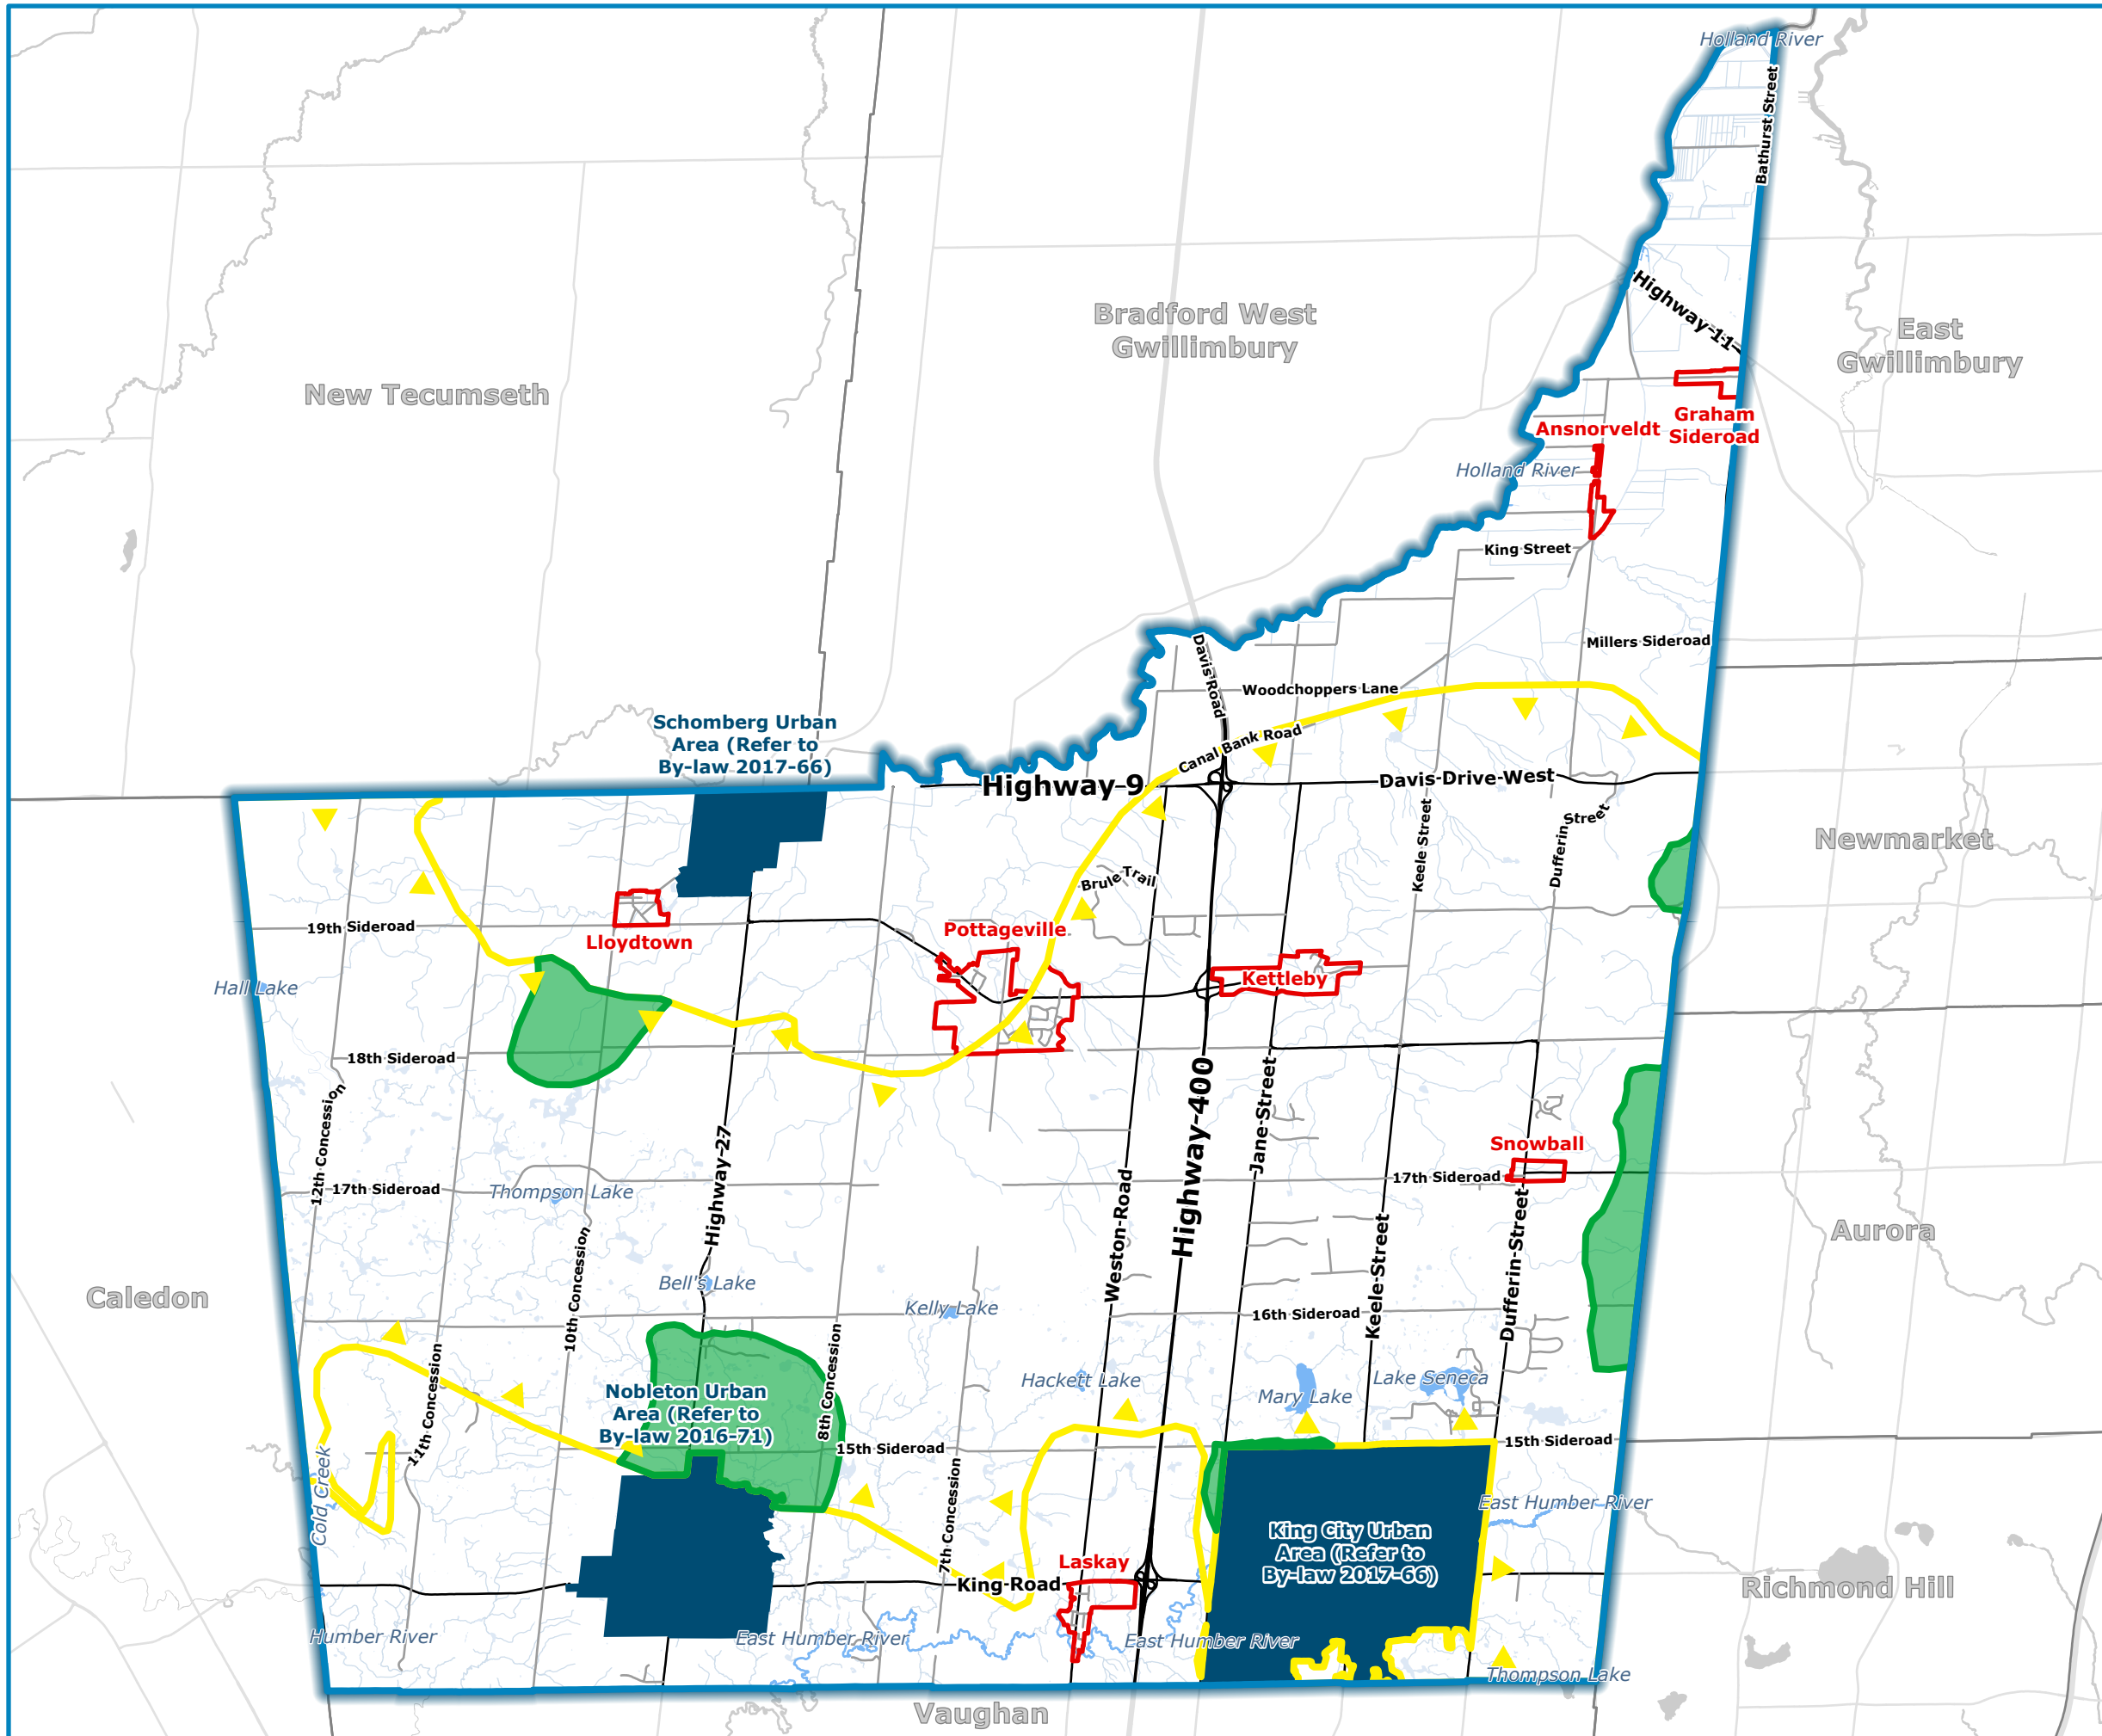 Holland River
Bathurst Street
Bradford West
Gwillimbury
Highway 11
East
Gwillimbury
New Tecumseth
Graham
Sideroad
Ansnorveldt
Holland River
King Street
Millers Sideroad
Davis Road
Woodchoppers Lane
Schomberg Urban
Area (Refer to
By-law 2017-66)
Canal Bank Road
Highway 9
Davis Drive West
Keele Street
Dufferin Street
Newmarket
Brule Trail
19th Sideroad
Lloydtown
Pottageville
Kettleby
Hall Lake
18th Sideroad
12th Concession
Highway 27
Highway 400
Jane Street
Snowball
17th Sideroad
Thompson Lake
17th Sideroad
Weston Road
Keele Street
Dufferin Street
Aurora
10th Concession
Bell's Lake
Caledon
Kelly Lake
16th Sideroad
11th Concession
8th Concession
Hackett Lake
Mary Lake
Lake Seneca
Nobleton Urban
Area (Refer to
By-law 2016-71)
15th Sideroad
15th Sideroad
Cold Creek
7th Concession
East Humber River
King City Urban
Area (Refer to
By-law 2017-66)
Laskay
King Road
Richmond Hill
Humber River
East Humber River
East Humber River
Thompson Lake
Vaughan